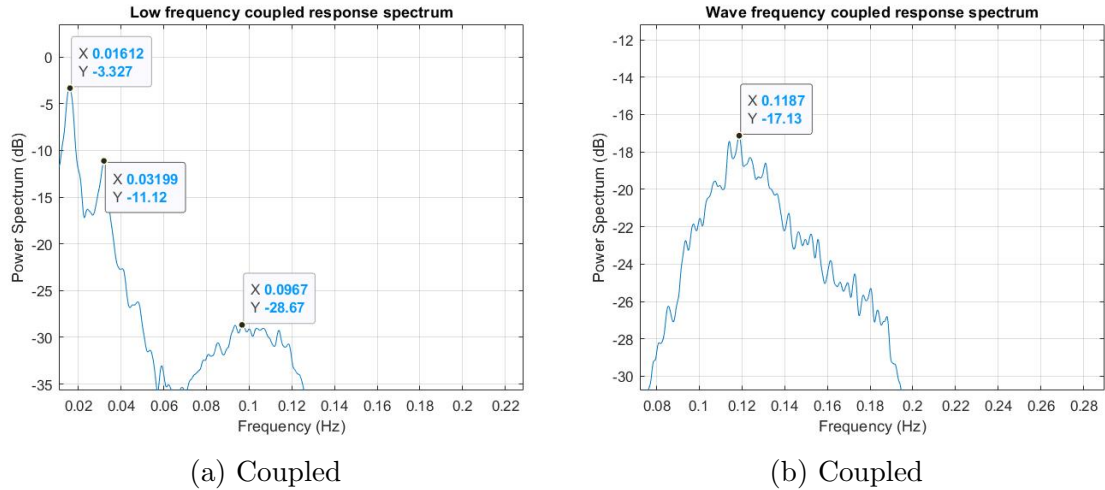 Low frequency coupled response spectrum
0
-5
-10
-15
-20
-25
-30
-35
Power Spectrum (dB)
X 0.01612
Y -3.327
X 0.03199
Y -11.12
X 0.0967
Y -28.67
0.02 0.04 0.06 0.08 0.1 0.12 0.14 0.16 0.18 0.2 0.22
Frequency (Hz)
(a) Coupled
Wave frequency coupled response spectrum
-12
-14
-16
-18
-20
-22
-24
-26
-28
-30
Power Spectrum (dB)
X 0.1187
Y -17.13
0.08 0.1 0.12 0.14 0.16 0.18 0.2 0.22 0.24 0.26 0.28
Frequency (Hz)
(b) Coupled